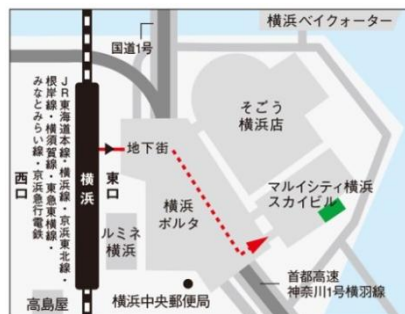 横浜ベイクォーター
国道1号
そごう
横浜店
JR東海道本線・横浜線・京浜東北線・
根岸線・横須賀線・東急東横線・
みなとみらい線・京浜急行電鉄
西口
横浜
東口
地下街
マルイシティ横浜
スカイビル
横浜
ポルタ
ルミネ
横浜
首都高速
神奈川1号横羽線
横浜中央郵便局
高島屋